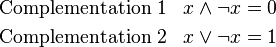 Complementation 1 x ∧ ¬x = 0
Complementation 2 x ∨ ¬x = 1